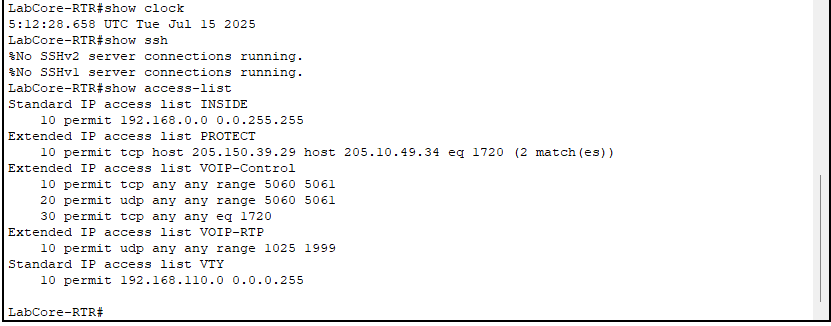 LabCore-RTR#show clock
5:12:28.658 UTC Tue Jul 15 2025
LabCore-RTR#show ssh
%No SSHv2 server connections running.
%No SSHv1 server connections running.
LabCore-RTR#show access-list
Standard IP access list INSIDE
    10 permit 192.168.0.0 0.0.255.255
Extended IP access list PROTECT
    10 permit tcp host 205.150.39.29 host 205.10.49.34 eq 1720 (2 match(es))
Extended IP access list VOIP-Control
    10 permit tcp any any range 5060 5061
    20 permit udp any any range 5060 5061
    30 permit tcp any any eq 1720
Extended IP access list VOIP-RTP
    10 permit udp any any range 1025 1999
Standard IP access list VTY
    10 permit 192.168.110.0 0.0.0.255
LabCore-RTR#